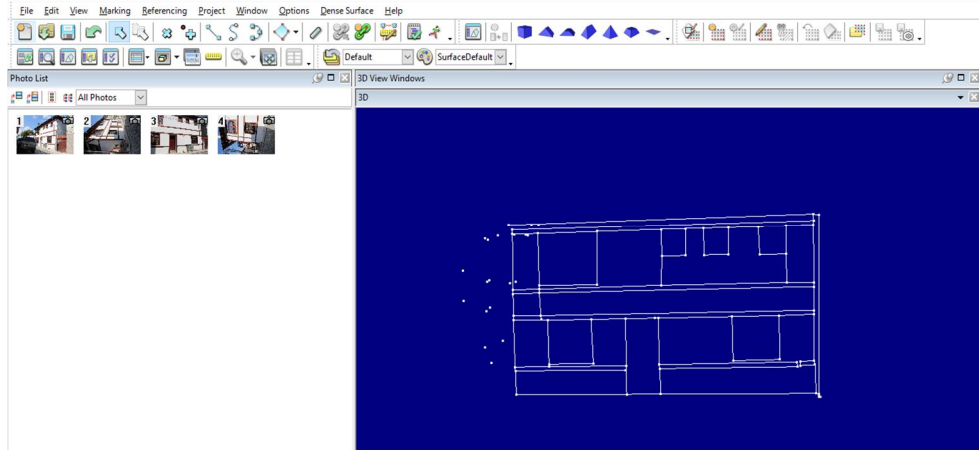 File Edit View Marking Referencing Project Window Options Dense Surface Help
Default SurfaceDefault
Photo List
3D View Windows
All Photos
3D
1 2 3 4